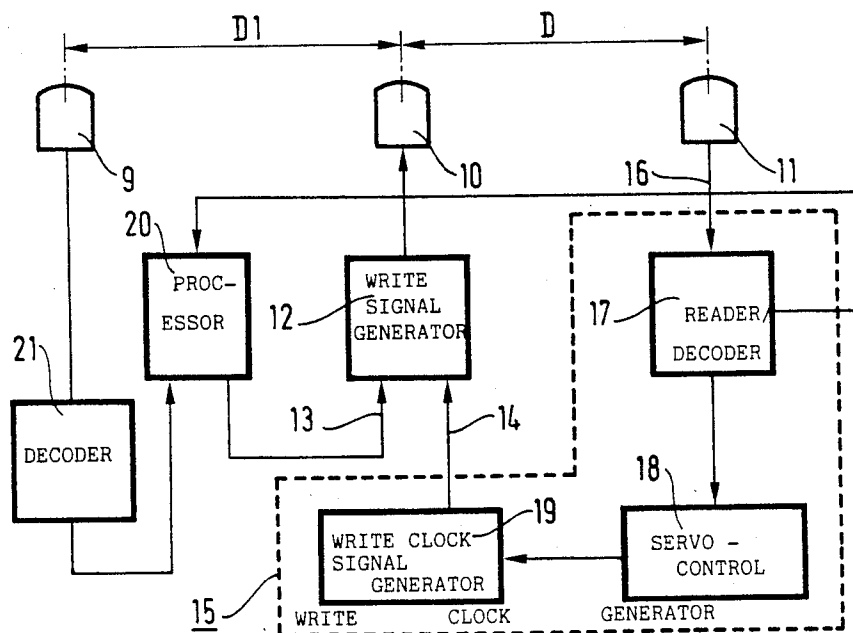 D1 D
9 10 11
16
20
PROC-
ESSOR
12
WRITE
SIGNAL
GENERATOR
17
READER/
DECODER
21
DECODER
13 14
18
SERVO -
CONTROL
19
WRITE CLOCK
SIGNAL
GENERATOR
15 WRITE CLOCK GENERATOR